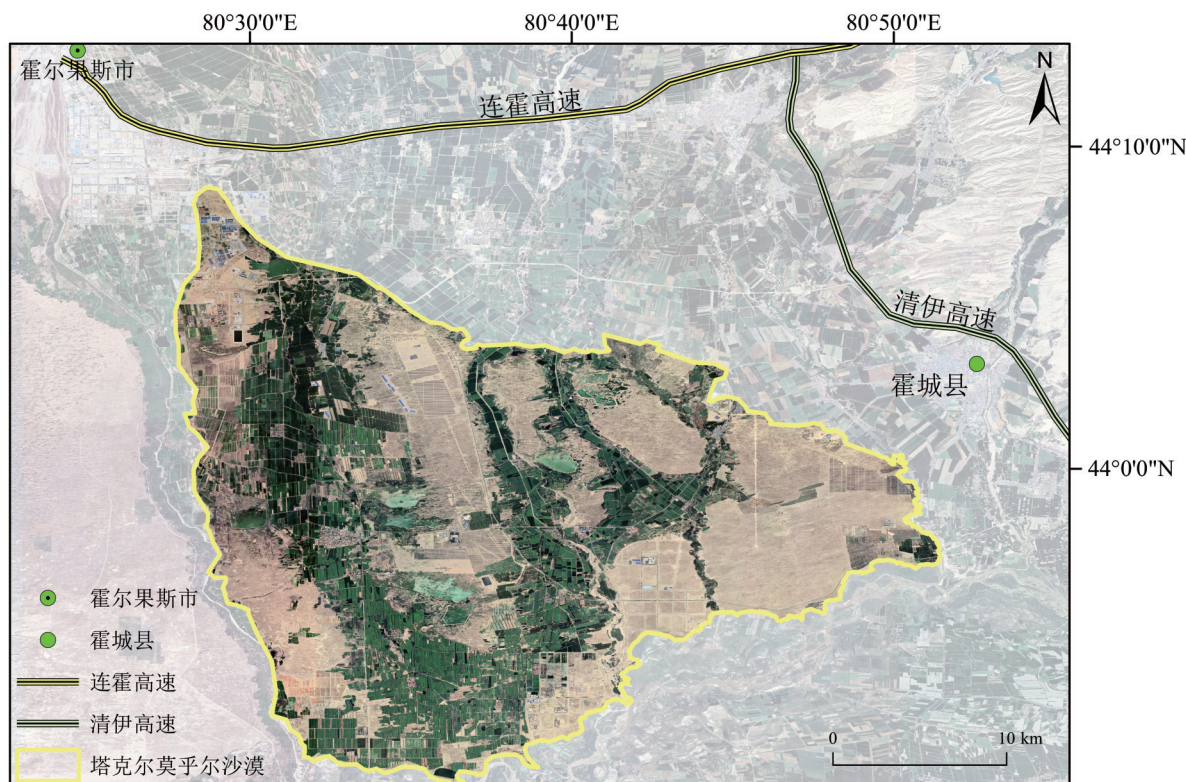 80°30'0"E
80°40'0"E
80°50'0"E
霍尔果斯市
连霍高速
N
44°10'0"N
清伊高速
霍城县
44°0'0"N
霍尔果斯市
霍城县
连霍高速
清伊高速
塔克尔莫乎尔沙漠
0
10 km